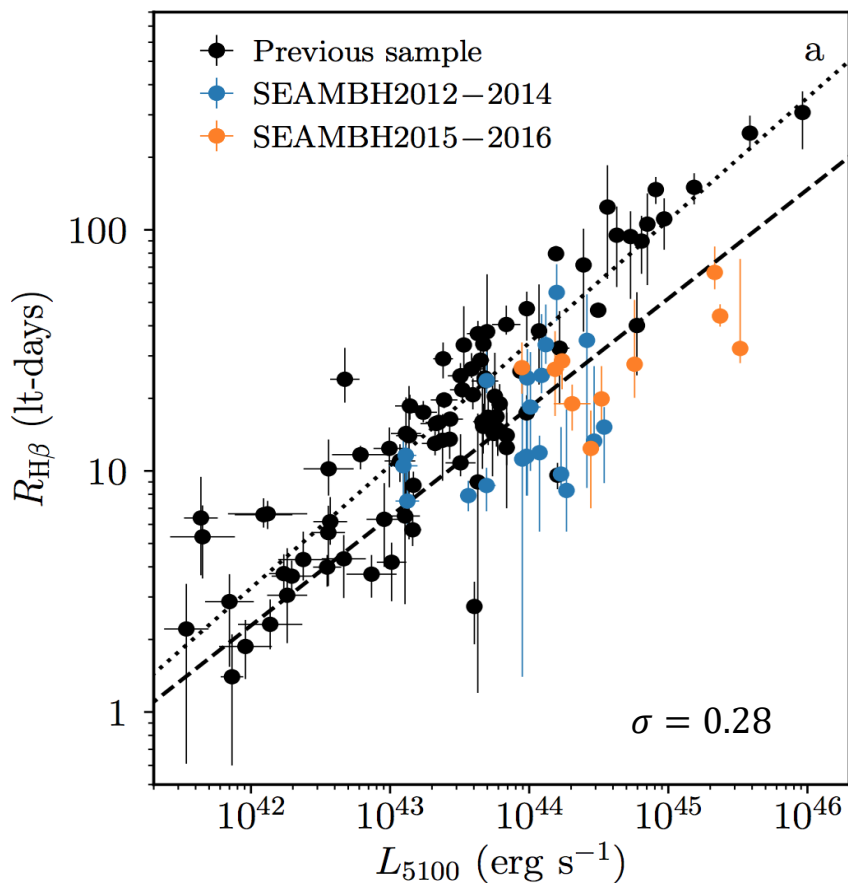 a
Previous sample
SEAMBH2012−2014
SEAMBH2015−2016
100
10
1
R_Hβ (lt-days)
σ = 0.28
10^42 10^43 10^44 10^45 10^46
L_5100 (erg s^−1)